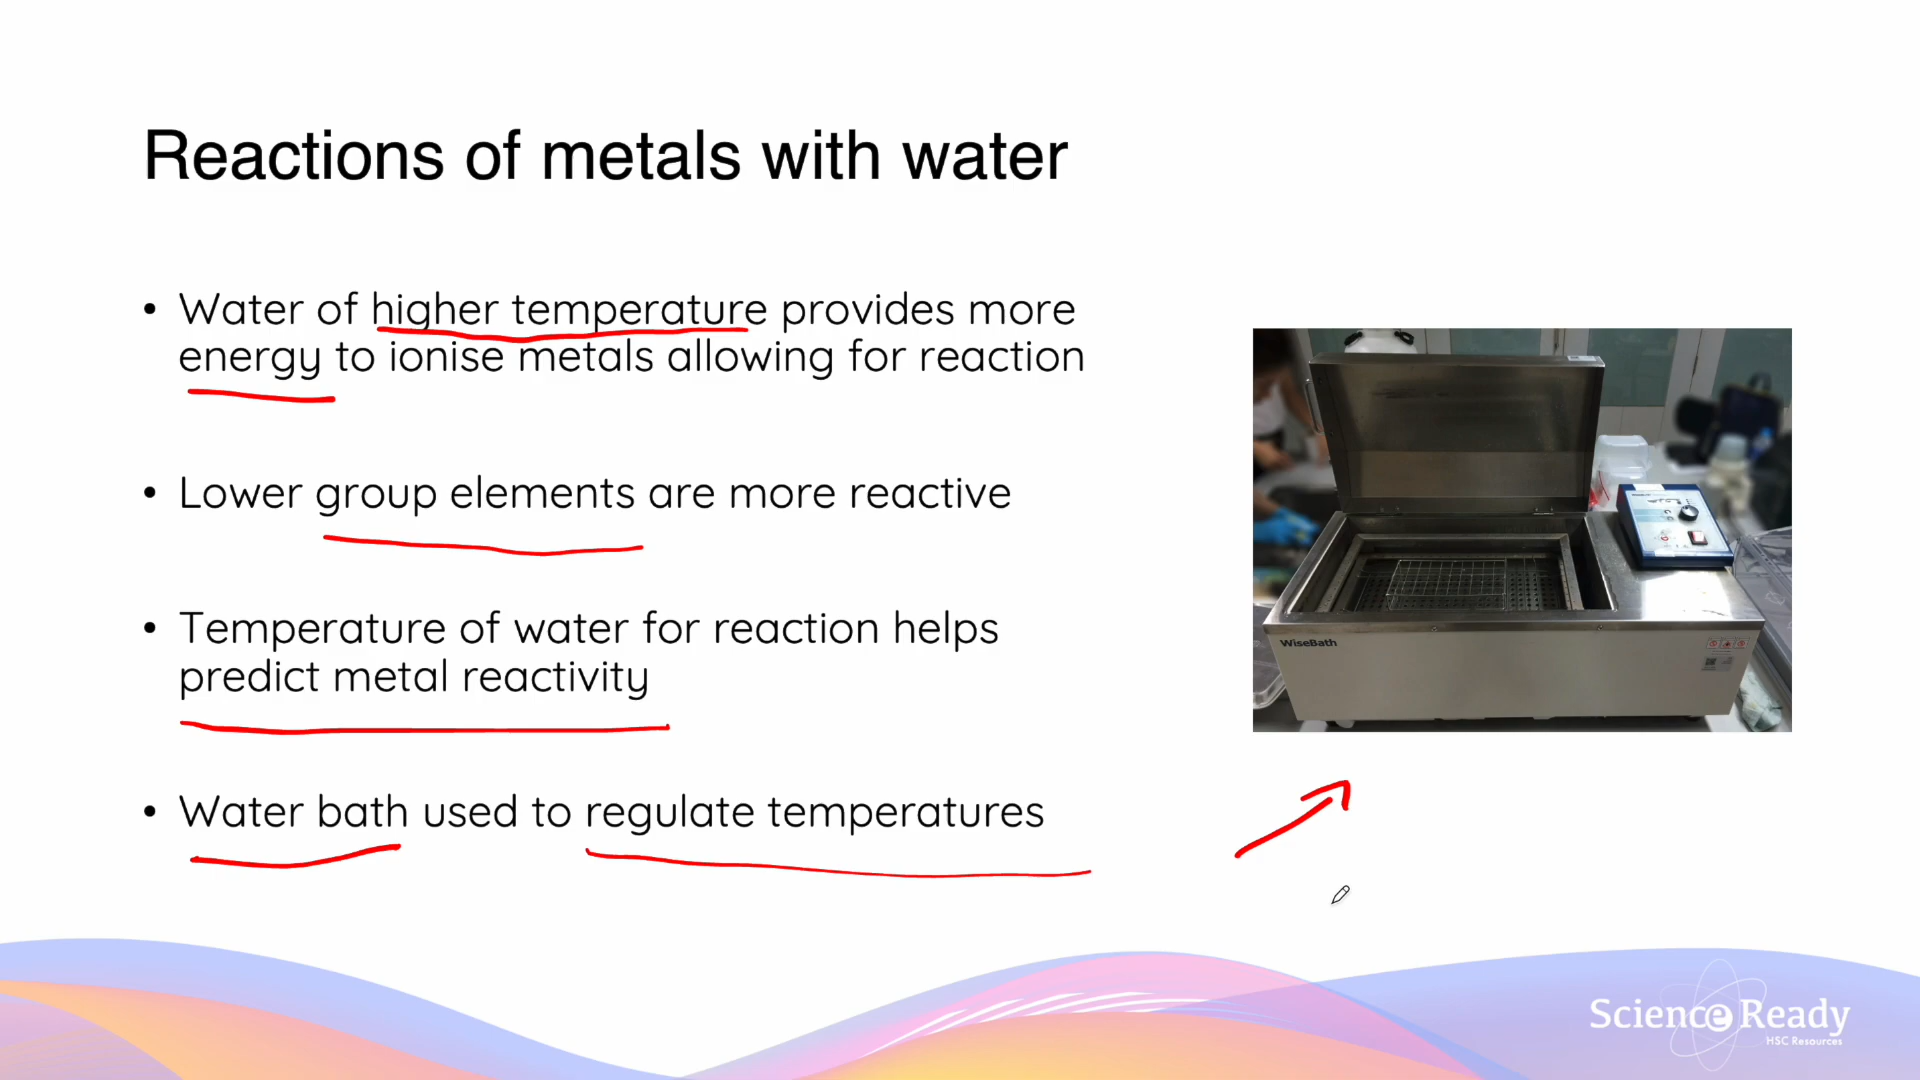 Reactions of metals with water
• Water of higher temperature provides more
energy to ionise metals allowing for reaction
• Lower group elements are more reactive
• Temperature of water for reaction helps
predict metal reactivity
• Water bath used to regulate temperatures
WiseBath
Science Ready
HSC Resources